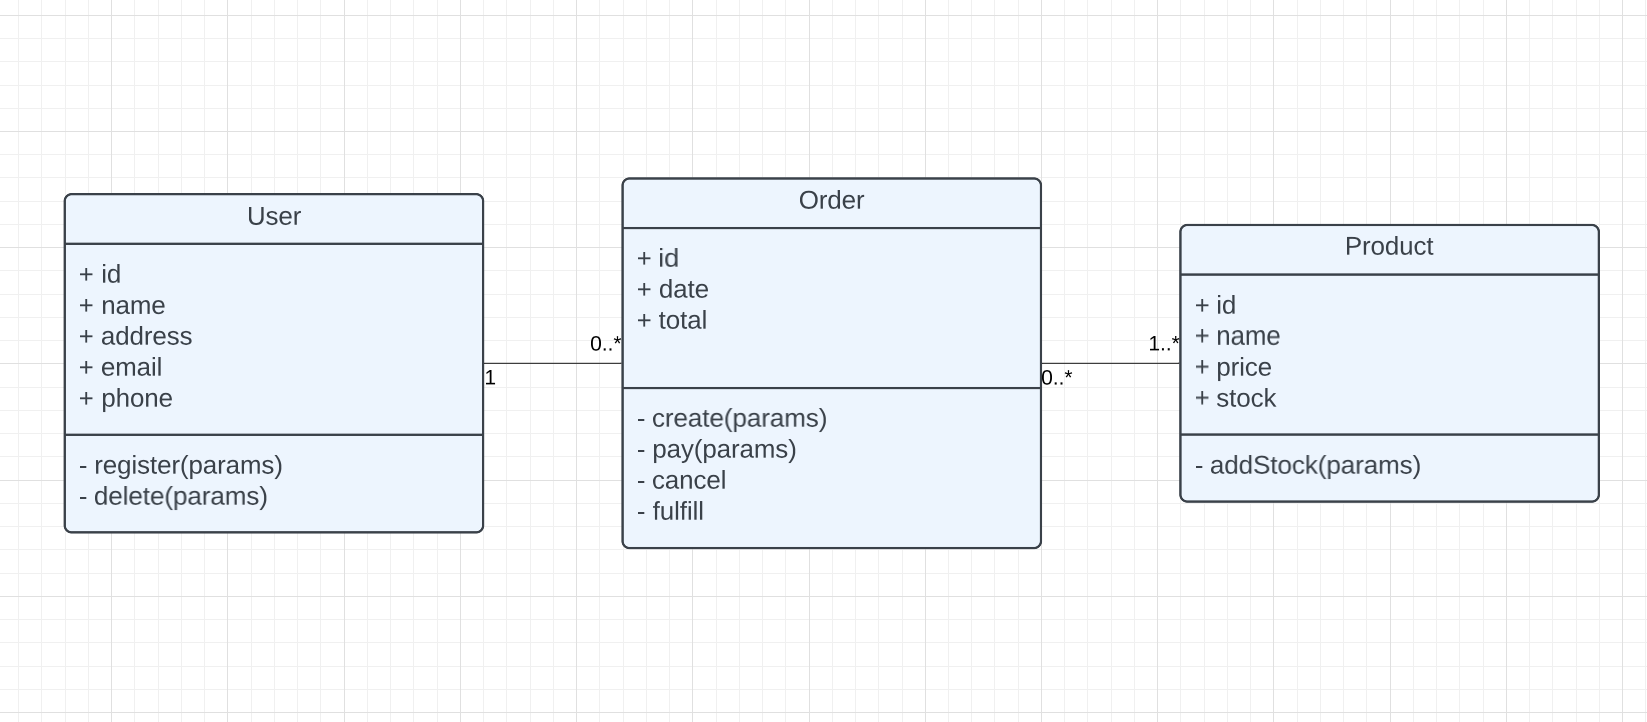 User
+ id
+ name
+ address
+ email
+ phone
- register(params)
- delete(params)
1
0..*
Order
+ id
+ date
+ total
- create(params)
- pay(params)
- cancel
- fulfill
0..*
1..*
Product
+ id
+ name
+ price
+ stock
- addStock(params)